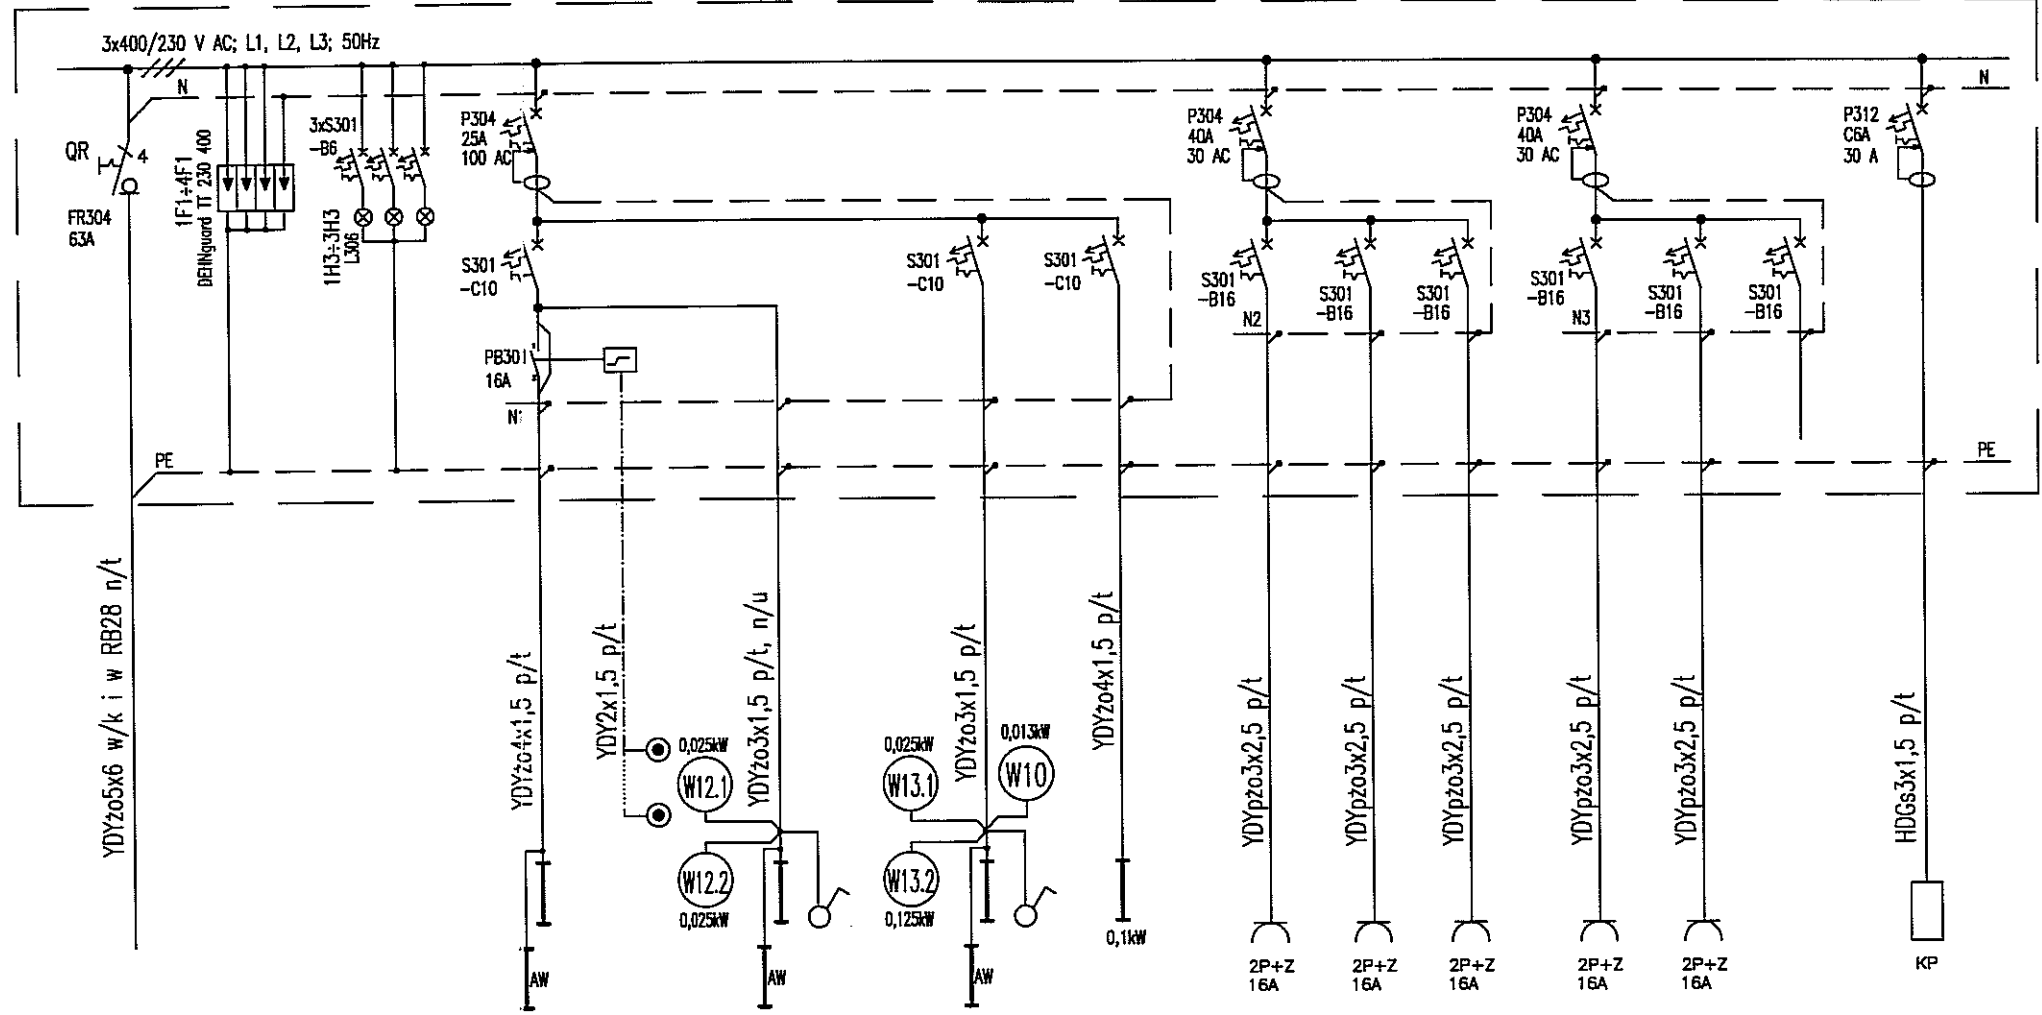 3x400/230 V AC; L1, L2, L3; 50Hz
N
N
QR
4
FR304
63A
1F1÷4F1
DEHNguard TT 230 400
3xS301
-B6
1H3÷3H3
L306
P304
25A
100 AC
P304
40A
30 AC
P304
40A
30 AC
P312
C6A
30 A
S301
-C10
S301
-C10
S301
-C10
S301
-B16
S301
-B16
S301
-B16
S301
-B16
S301
-B16
S301
-B16
N2
N3
PB301
16A
N1
PE
PE
YDYżo5x6 w/k i w RB28 n/t
YDYżo4x1,5 p/t
YDY2x1,5 p/t
YDYżo3x1,5 p/t, n/u
YDYżo3x1,5 p/t
YDYżo4x1,5 p/t
YDYpżo3x2,5 p/t
YDYpżo3x2,5 p/t
YDYpżo3x2,5 p/t
YDYpżo3x2,5 p/t
YDYpżo3x2,5 p/t
HDGs3x1,5 p/t
0,025kW
W12.1
W12.2
0,025kW
0,025kW
W13.1
W13.2
0,125kW
0,013kW
W10
0,1kW
AW
AW
AW
2P+Z
16A
2P+Z
16A
2P+Z
16A
2P+Z
16A
2P+Z
16A
KP